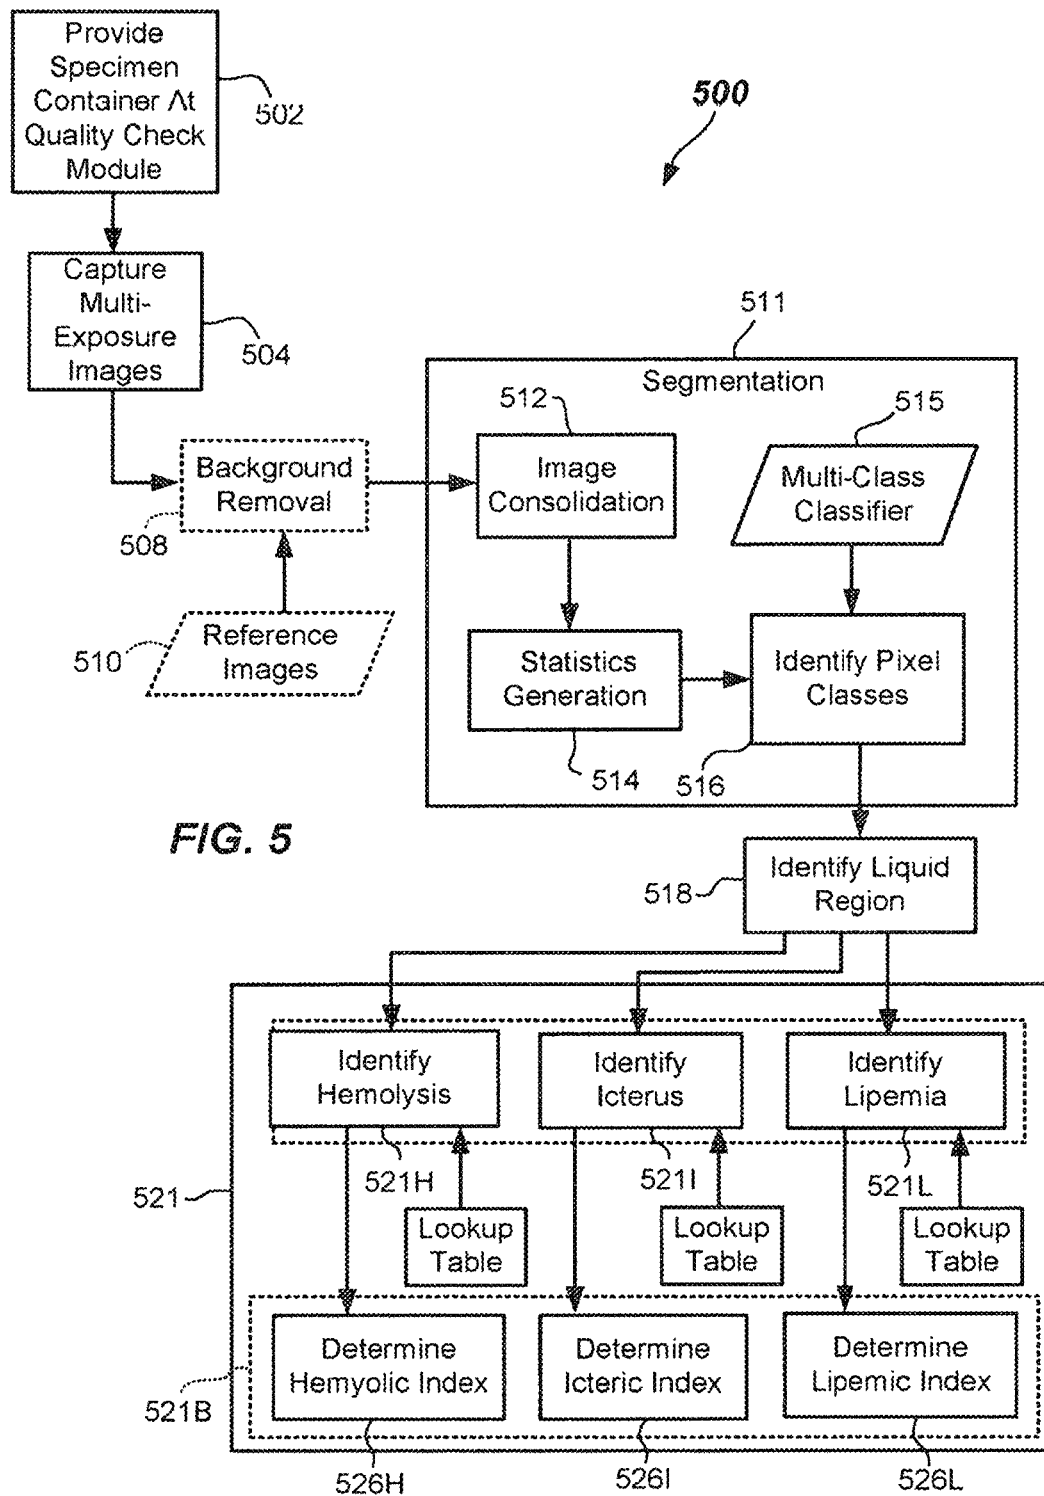 Provide
Specimen
Container At
Quality Check
Module
502
500
Capture
Multi-
Exposure
Images
504
511
Segmentation
512
515
Background
Removal
508
Image
Consolidation
Multi-Class
Classifier
510
Reference
Images
Statistics
Generation
Identify Pixel
Classes
514
516
FIG. 5
518
Identify Liquid
Region
Identify
Hemolysis
Identify
Icterus
Identify
Lipemia
521H
521I
521L
521
Lookup
Table
Lookup
Table
Lookup
Table
Determine
Hemyolic Index
Determine
Icteric Index
Determine
Lipemic Index
521B
526H
526I
526L